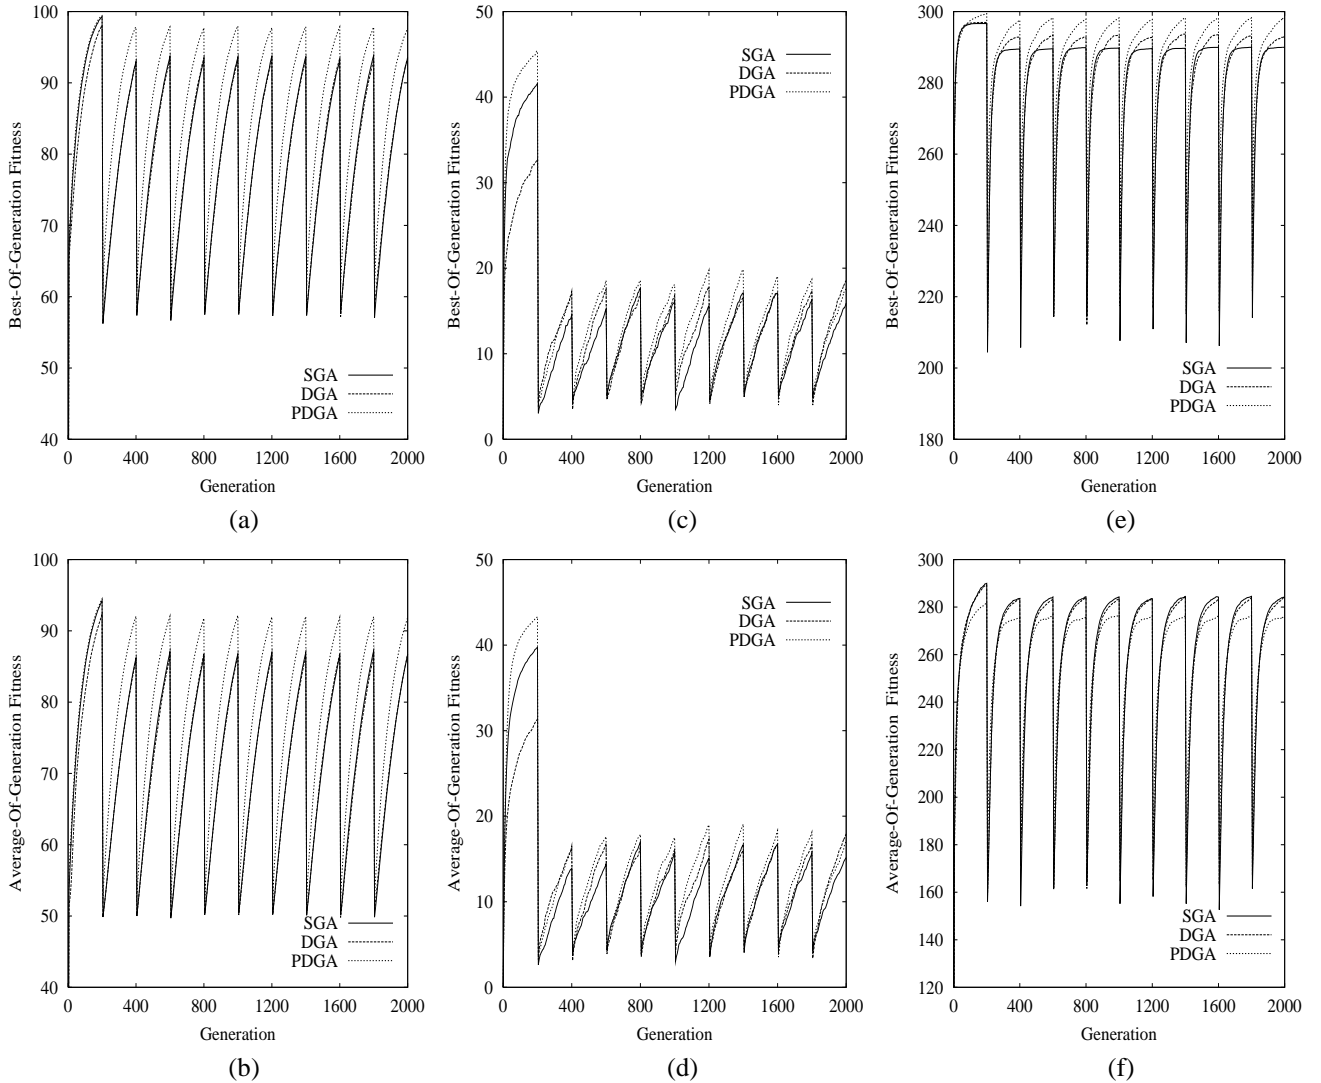 100
90
80
70
60
50
40
Best-Of-Generation Fitness
SGA
DGA
PDGA
0 400 800 1200 1600 2000
Generation
(a)
50
40
30
20
10
0
Best-Of-Generation Fitness
SGA
DGA
PDGA
0 400 800 1200 1600 2000
Generation
(c)
300
280
260
240
220
200
180
Best-Of-Generation Fitness
SGA
DGA
PDGA
0 400 800 1200 1600 2000
Generation
(e)
100
90
80
70
60
50
40
Average-Of-Generation Fitness
SGA
DGA
PDGA
0 400 800 1200 1600 2000
Generation
(b)
50
40
30
20
10
0
Average-Of-Generation Fitness
SGA
DGA
PDGA
0 400 800 1200 1600 2000
Generation
(d)
300
280
260
240
220
200
180
160
140
120
Average-Of-Generation Fitness
SGA
DGA
PDGA
0 400 800 1200 1600 2000
Generation
(f)